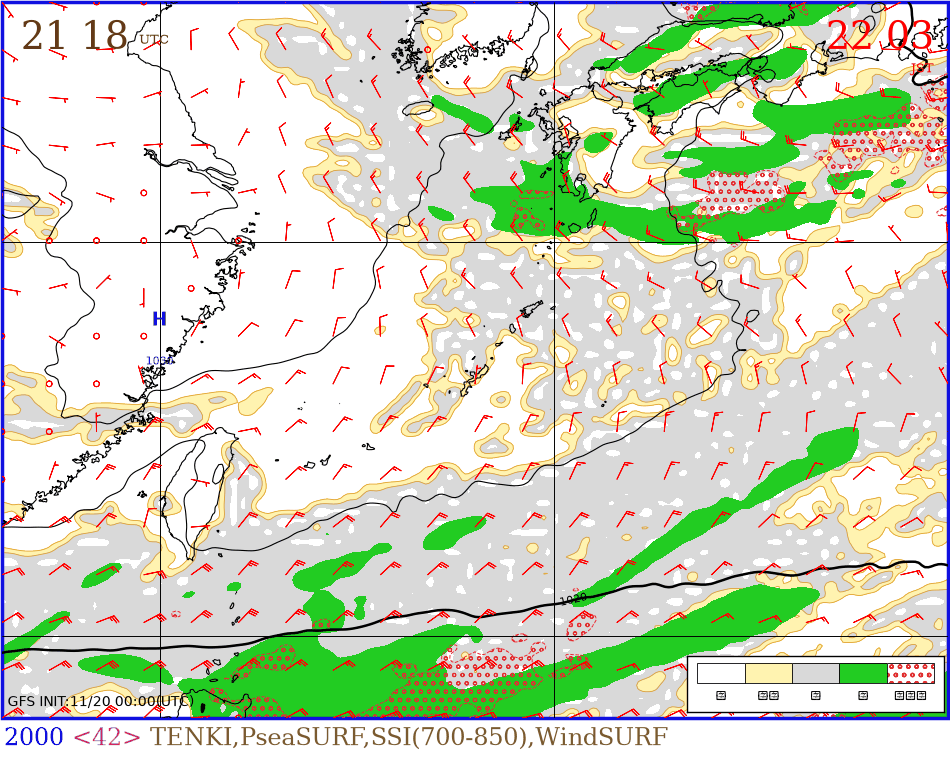 21 18 UTC
22 03
JST
H
1020
GFS INIT:11/20 00:00(UTC)
2000 <42> TENKI,PseaSURF,SSI(700-850),WindSURF